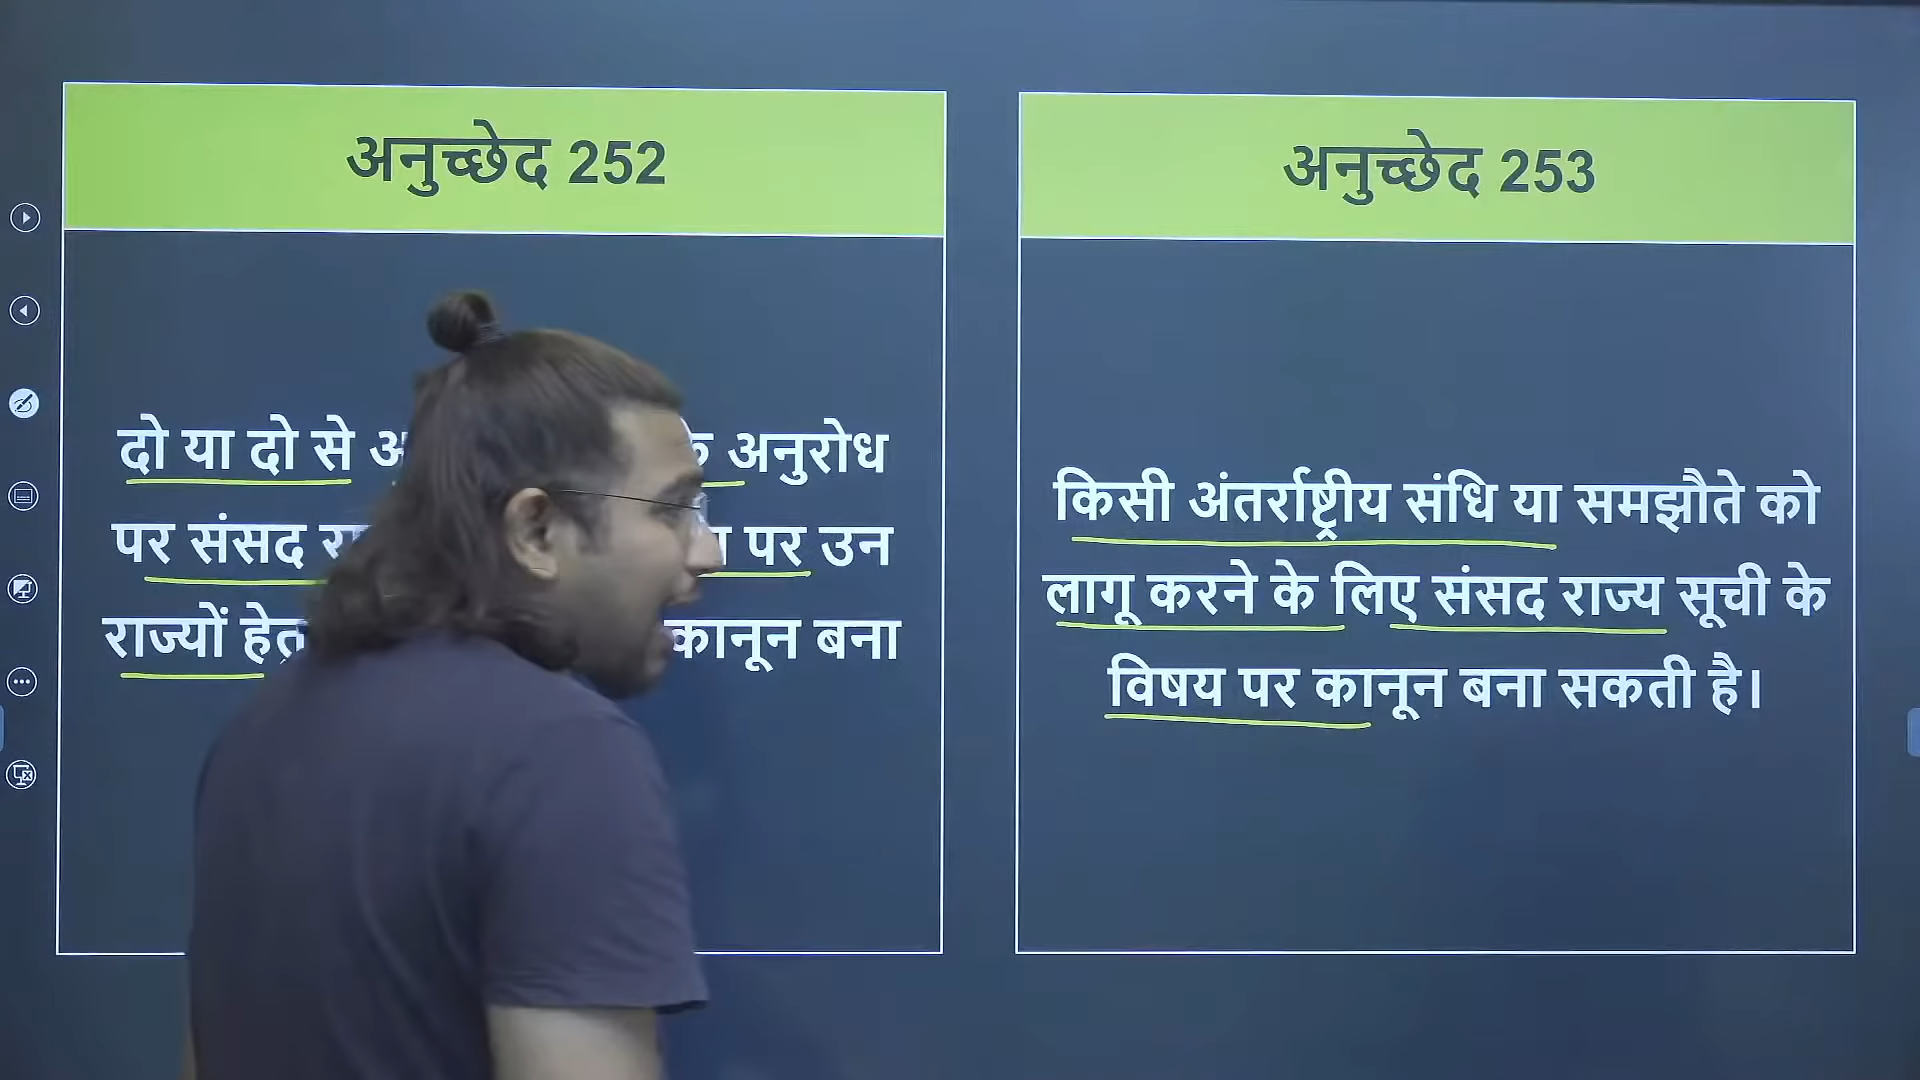 अनुच्छेद 252
दो या दो से अनुरोध
पर संसद पर उन
राज्यों हेतु कानून बना
अनुच्छेद 253
किसी अंतर्राष्ट्रीय संधि या समझौते को
लागू करने के लिए संसद राज्य सूची के
विषय पर कानून बना सकती है।